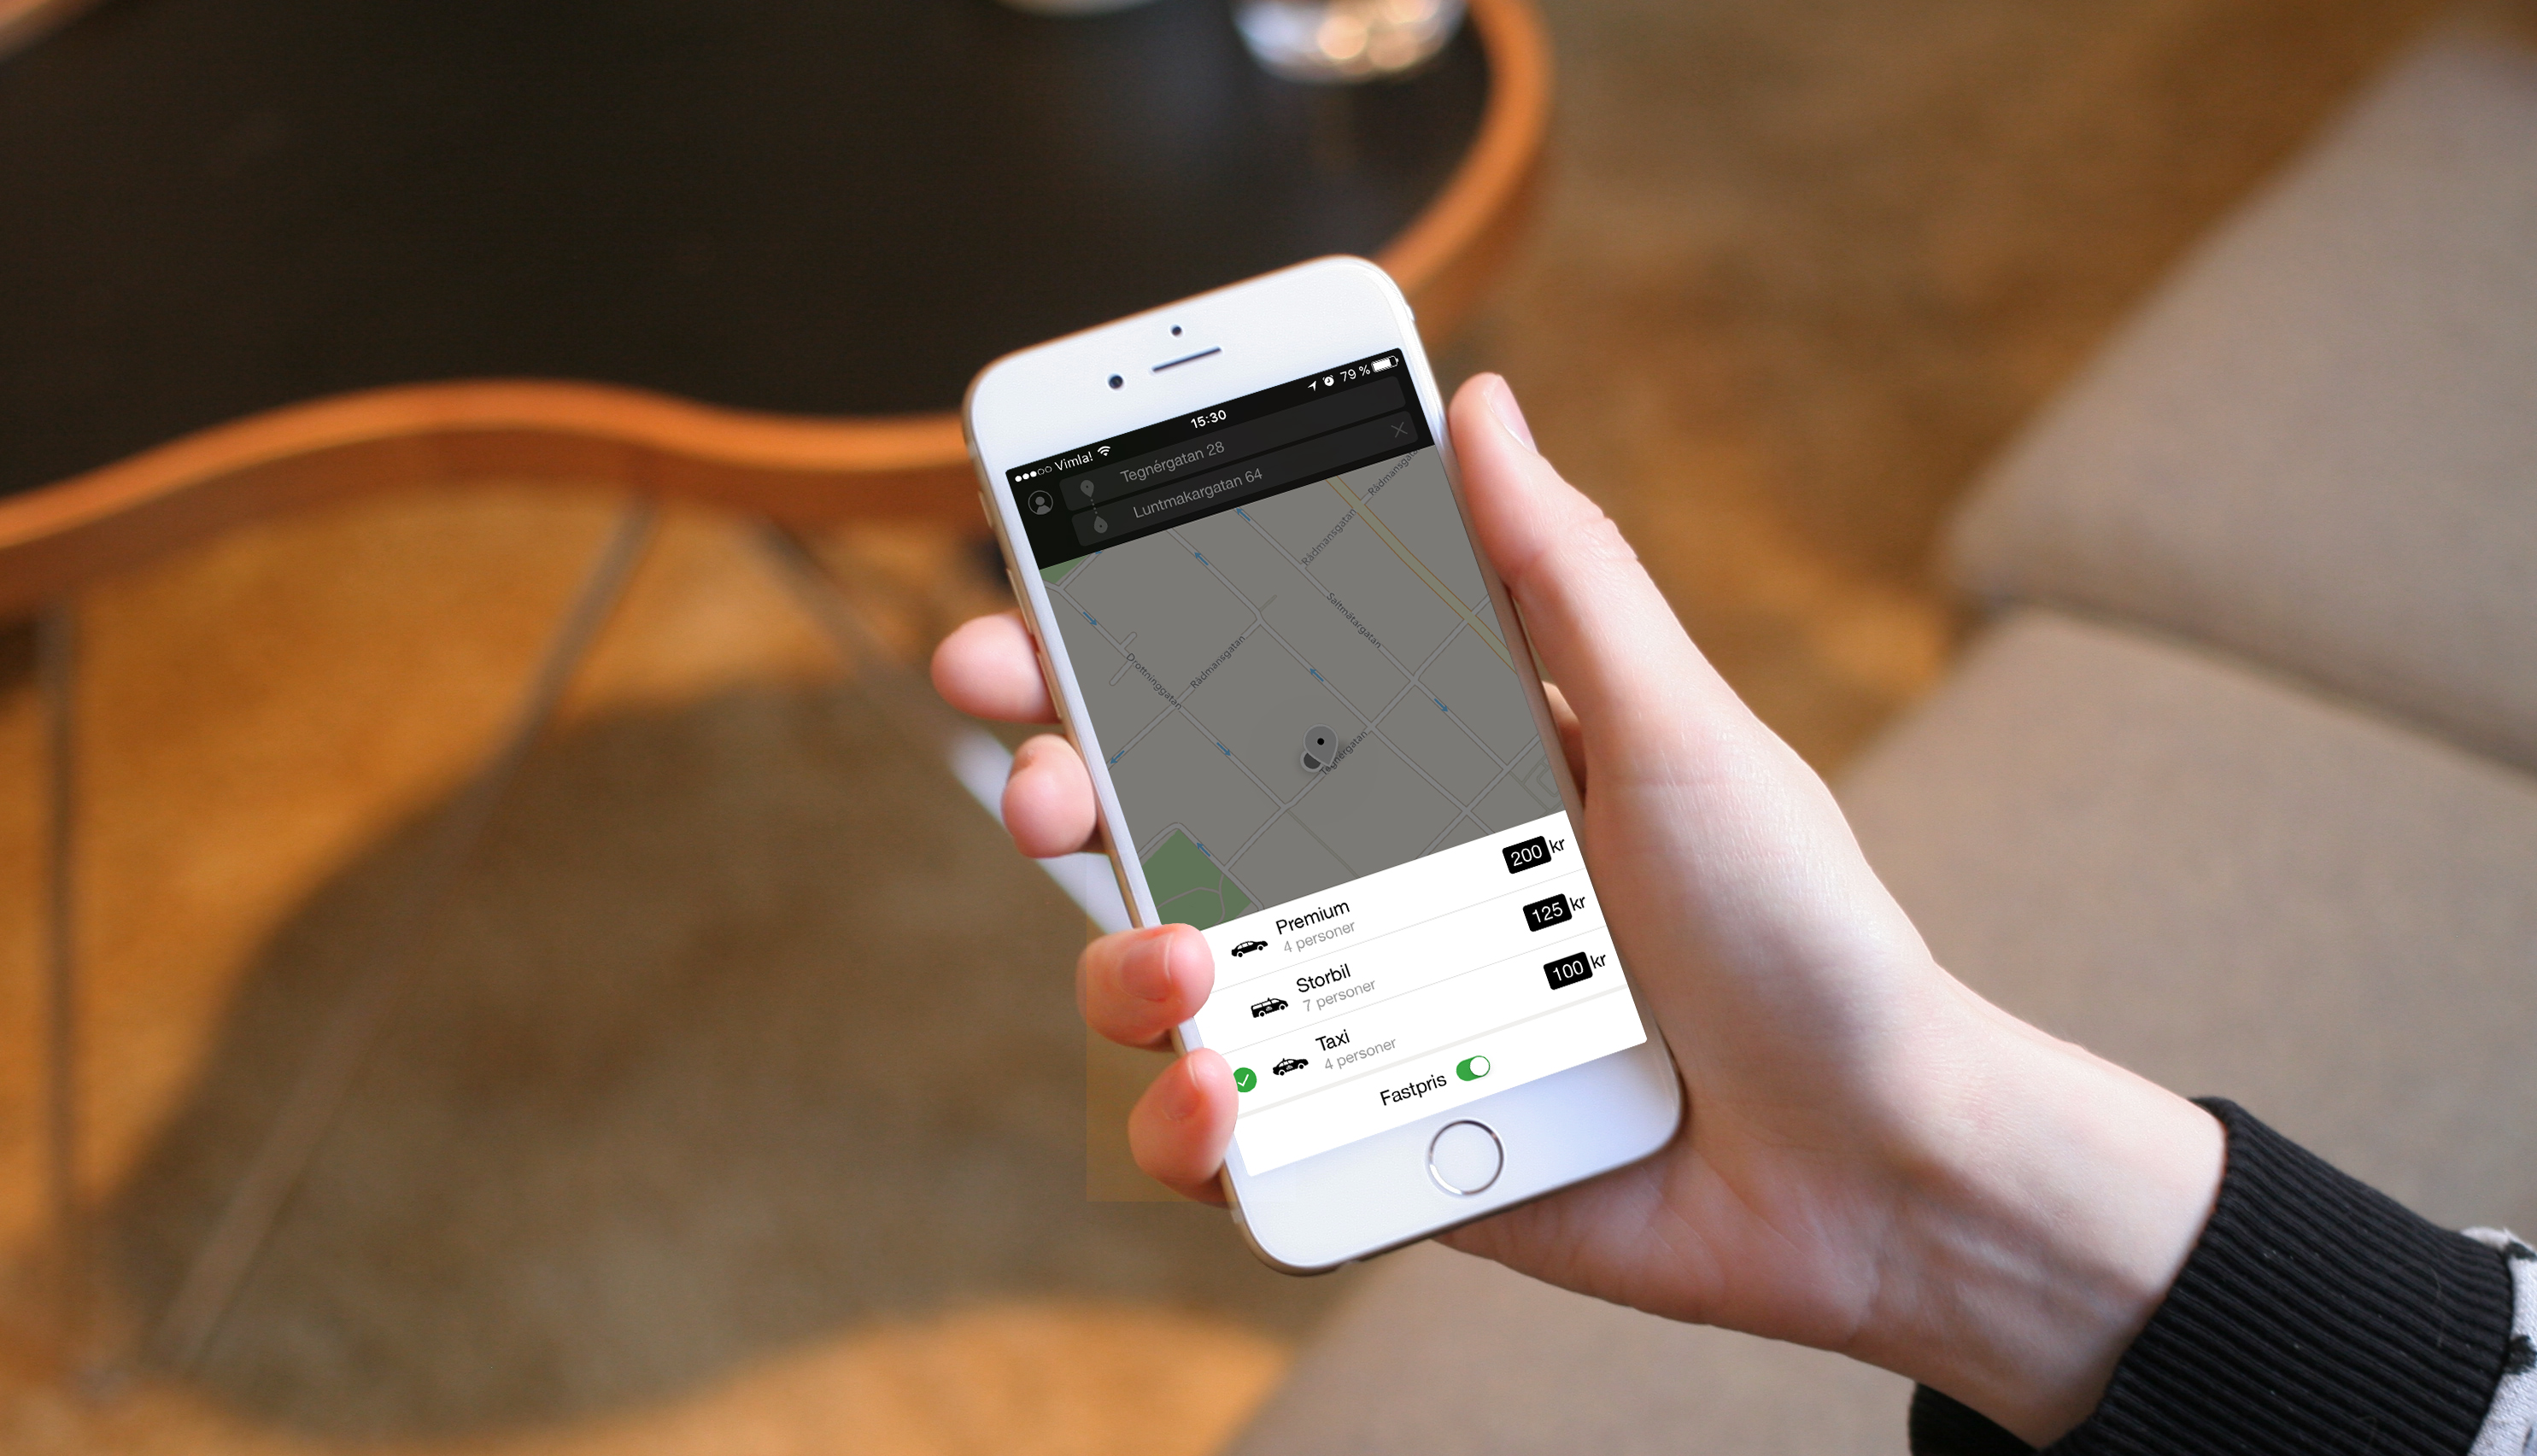 Vimla! 15:30 79 %
Tegnérgatan 28
Luntmakargatan 64
Rådmansgatan
Rådmansgatan
Saltmätargatan
Rådmansgatan
Drottninggatan
Tegnérgatan
Premium 200 kr
4 personer
Storbil 125 kr
7 personer
Taxi 100 kr
4 personer
Fastpris